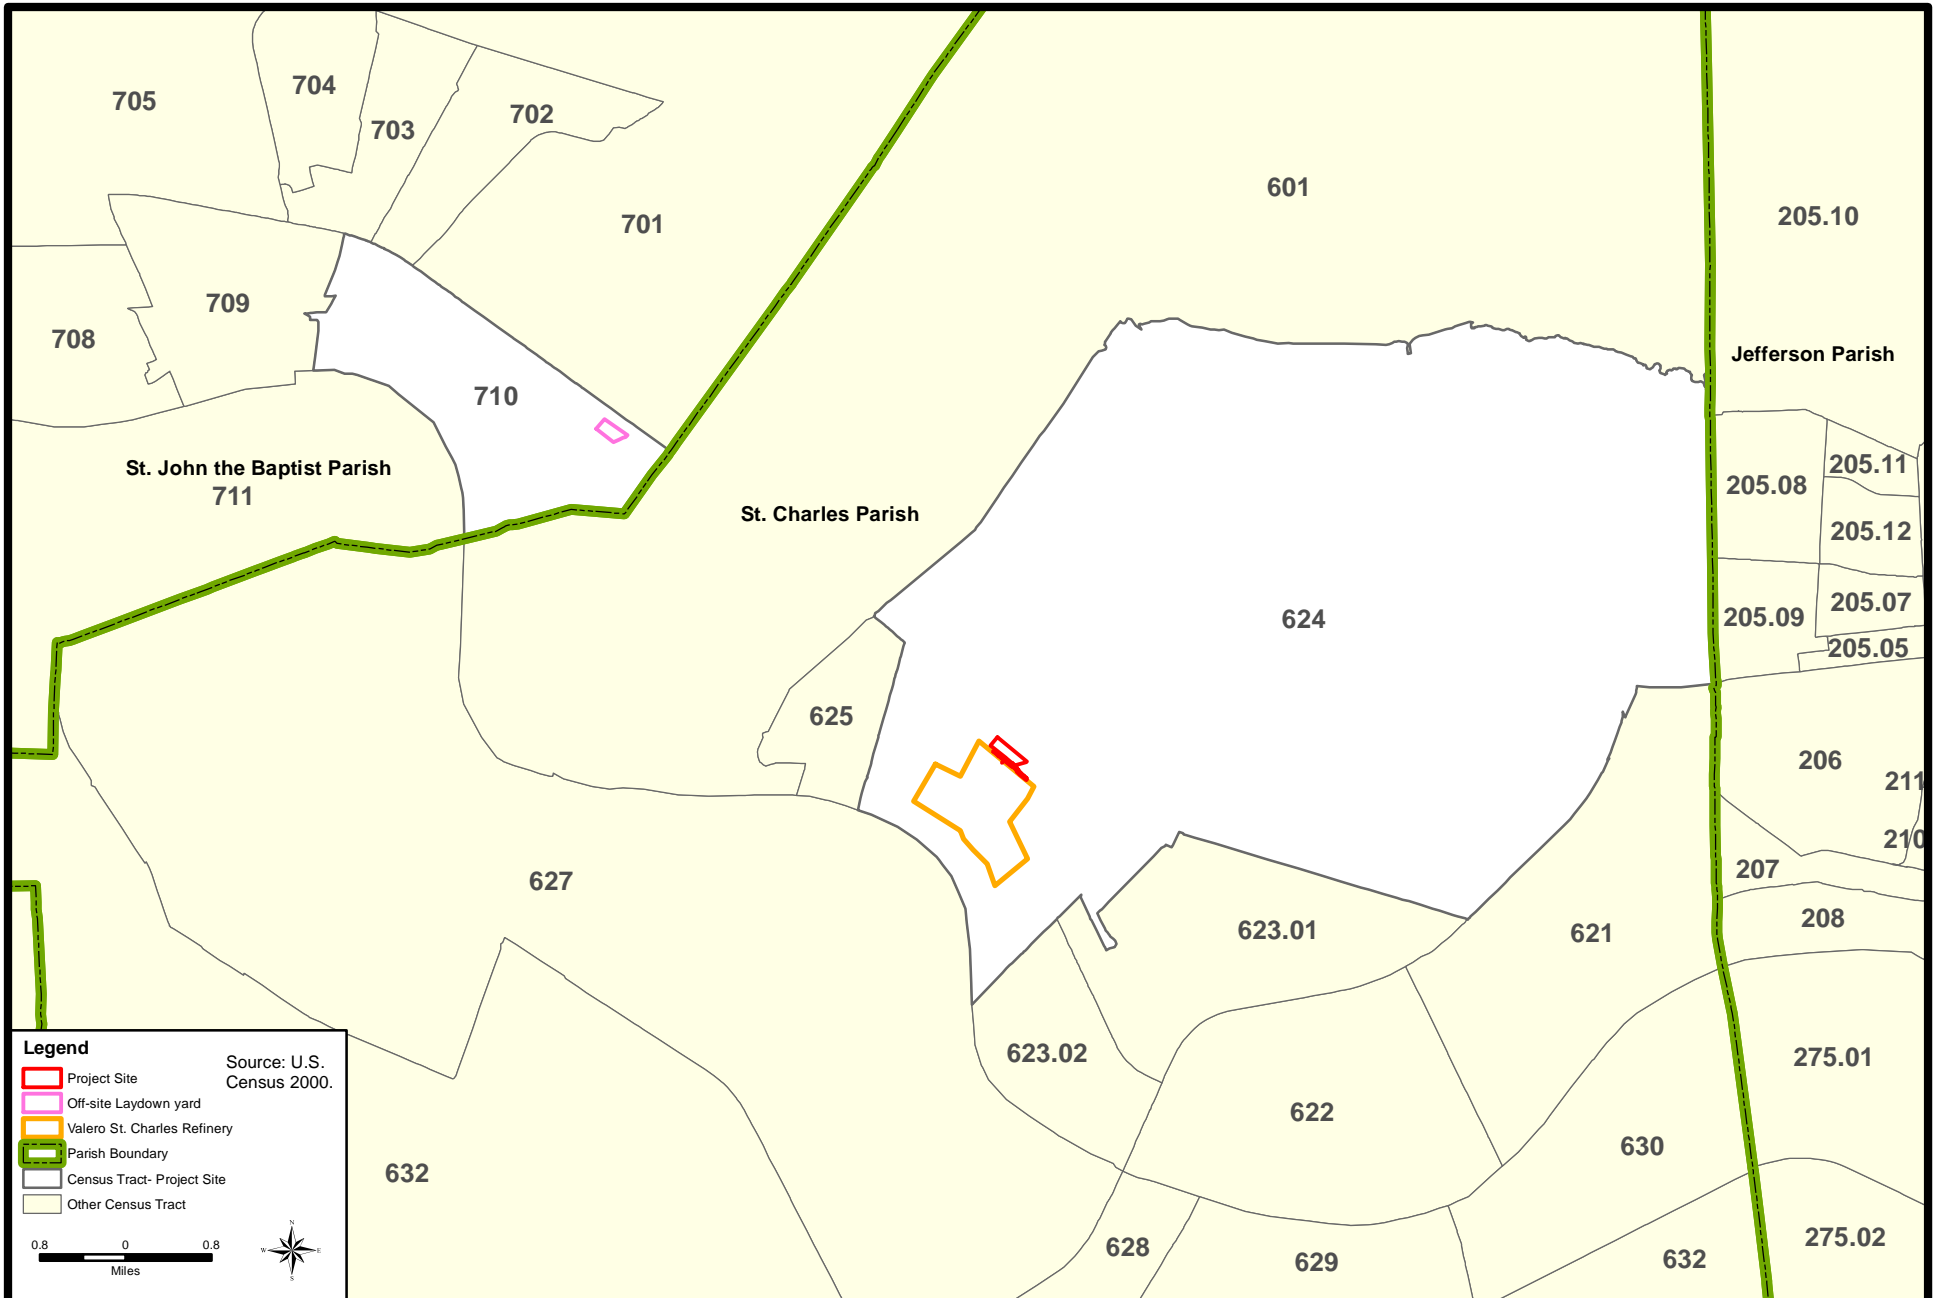 705
704
703
702
701
601
205.10
709
708
710
Jefferson Parish
St. John the Baptist Parish
711
St. Charles Parish
205.08
205.11
205.12
205.09
205.07
205.05
624
625
206
211
210
207
208
627
623.01
621
623.02
622
275.01
630
632
628
629
632
275.02
Legend
Source: U.S.
Census 2000.
Project Site
Off-site Laydown yard
Valero St. Charles Refinery
Parish Boundary
Census Tract- Project Site
Other Census Tract
0.8 0 0.8
Miles
N
W E
S